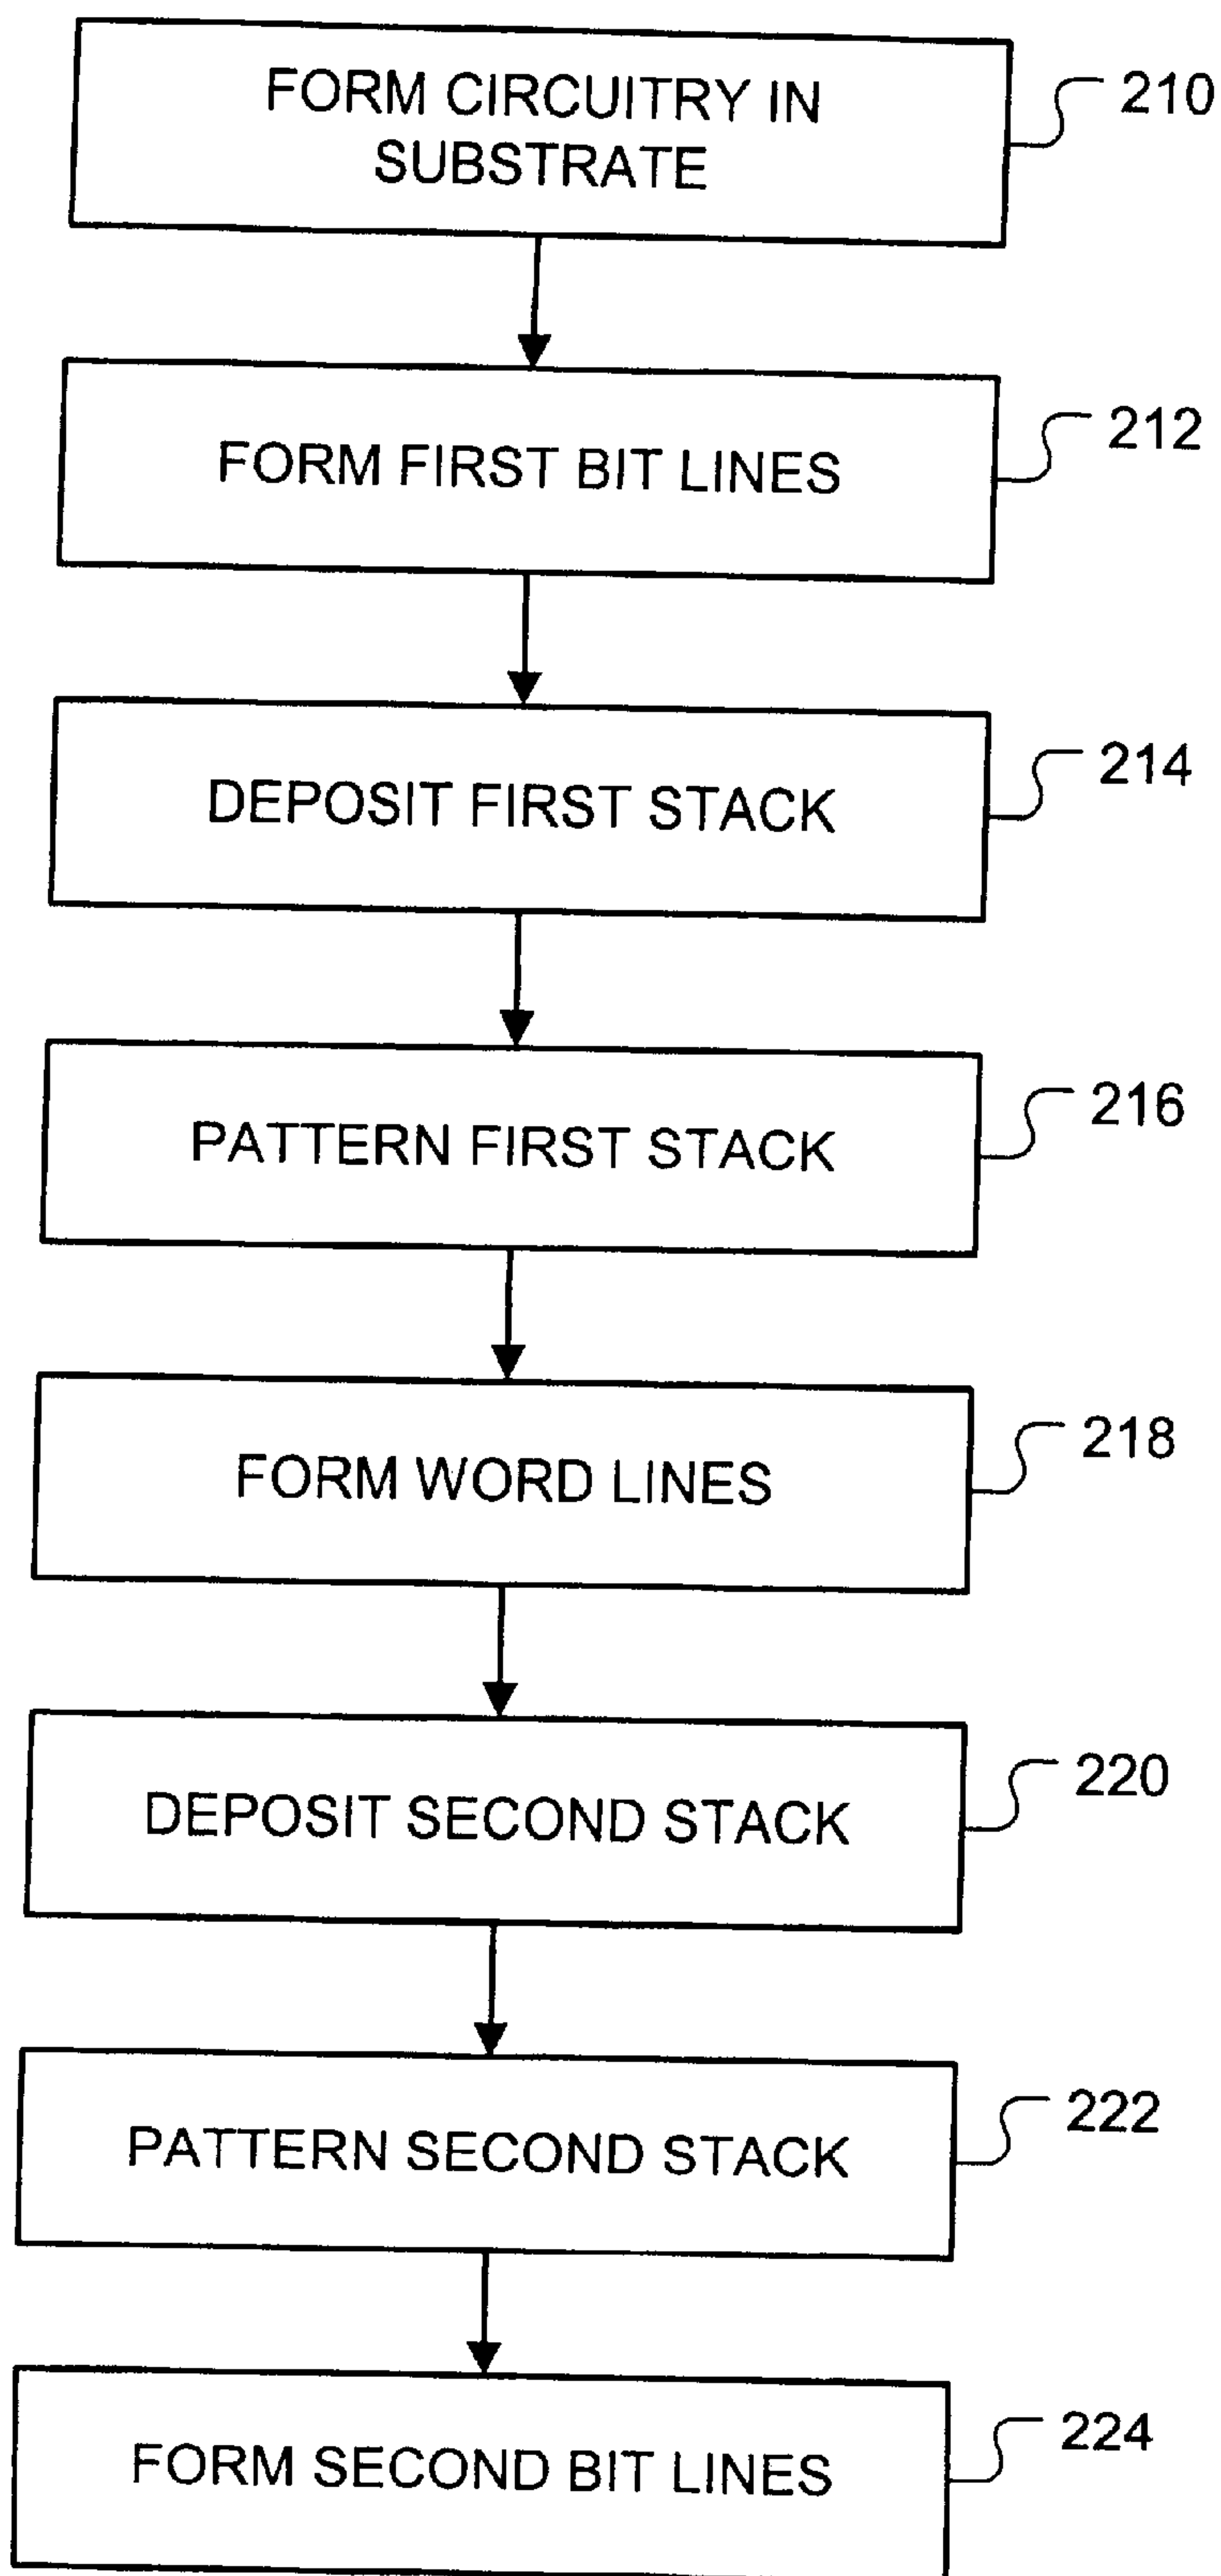 FORM CIRCUITRY IN
SUBSTRATE
210
FORM FIRST BIT LINES
212
DEPOSIT FIRST STACK
214
PATTERN FIRST STACK
216
FORM WORD LINES
218
DEPOSIT SECOND STACK
220
PATTERN SECOND STACK
222
FORM SECOND BIT LINES
224